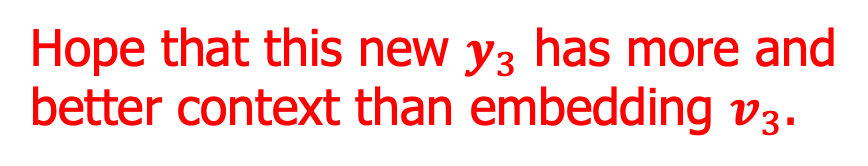 Hope that this new y₃ has more and
better context than embedding v₃.